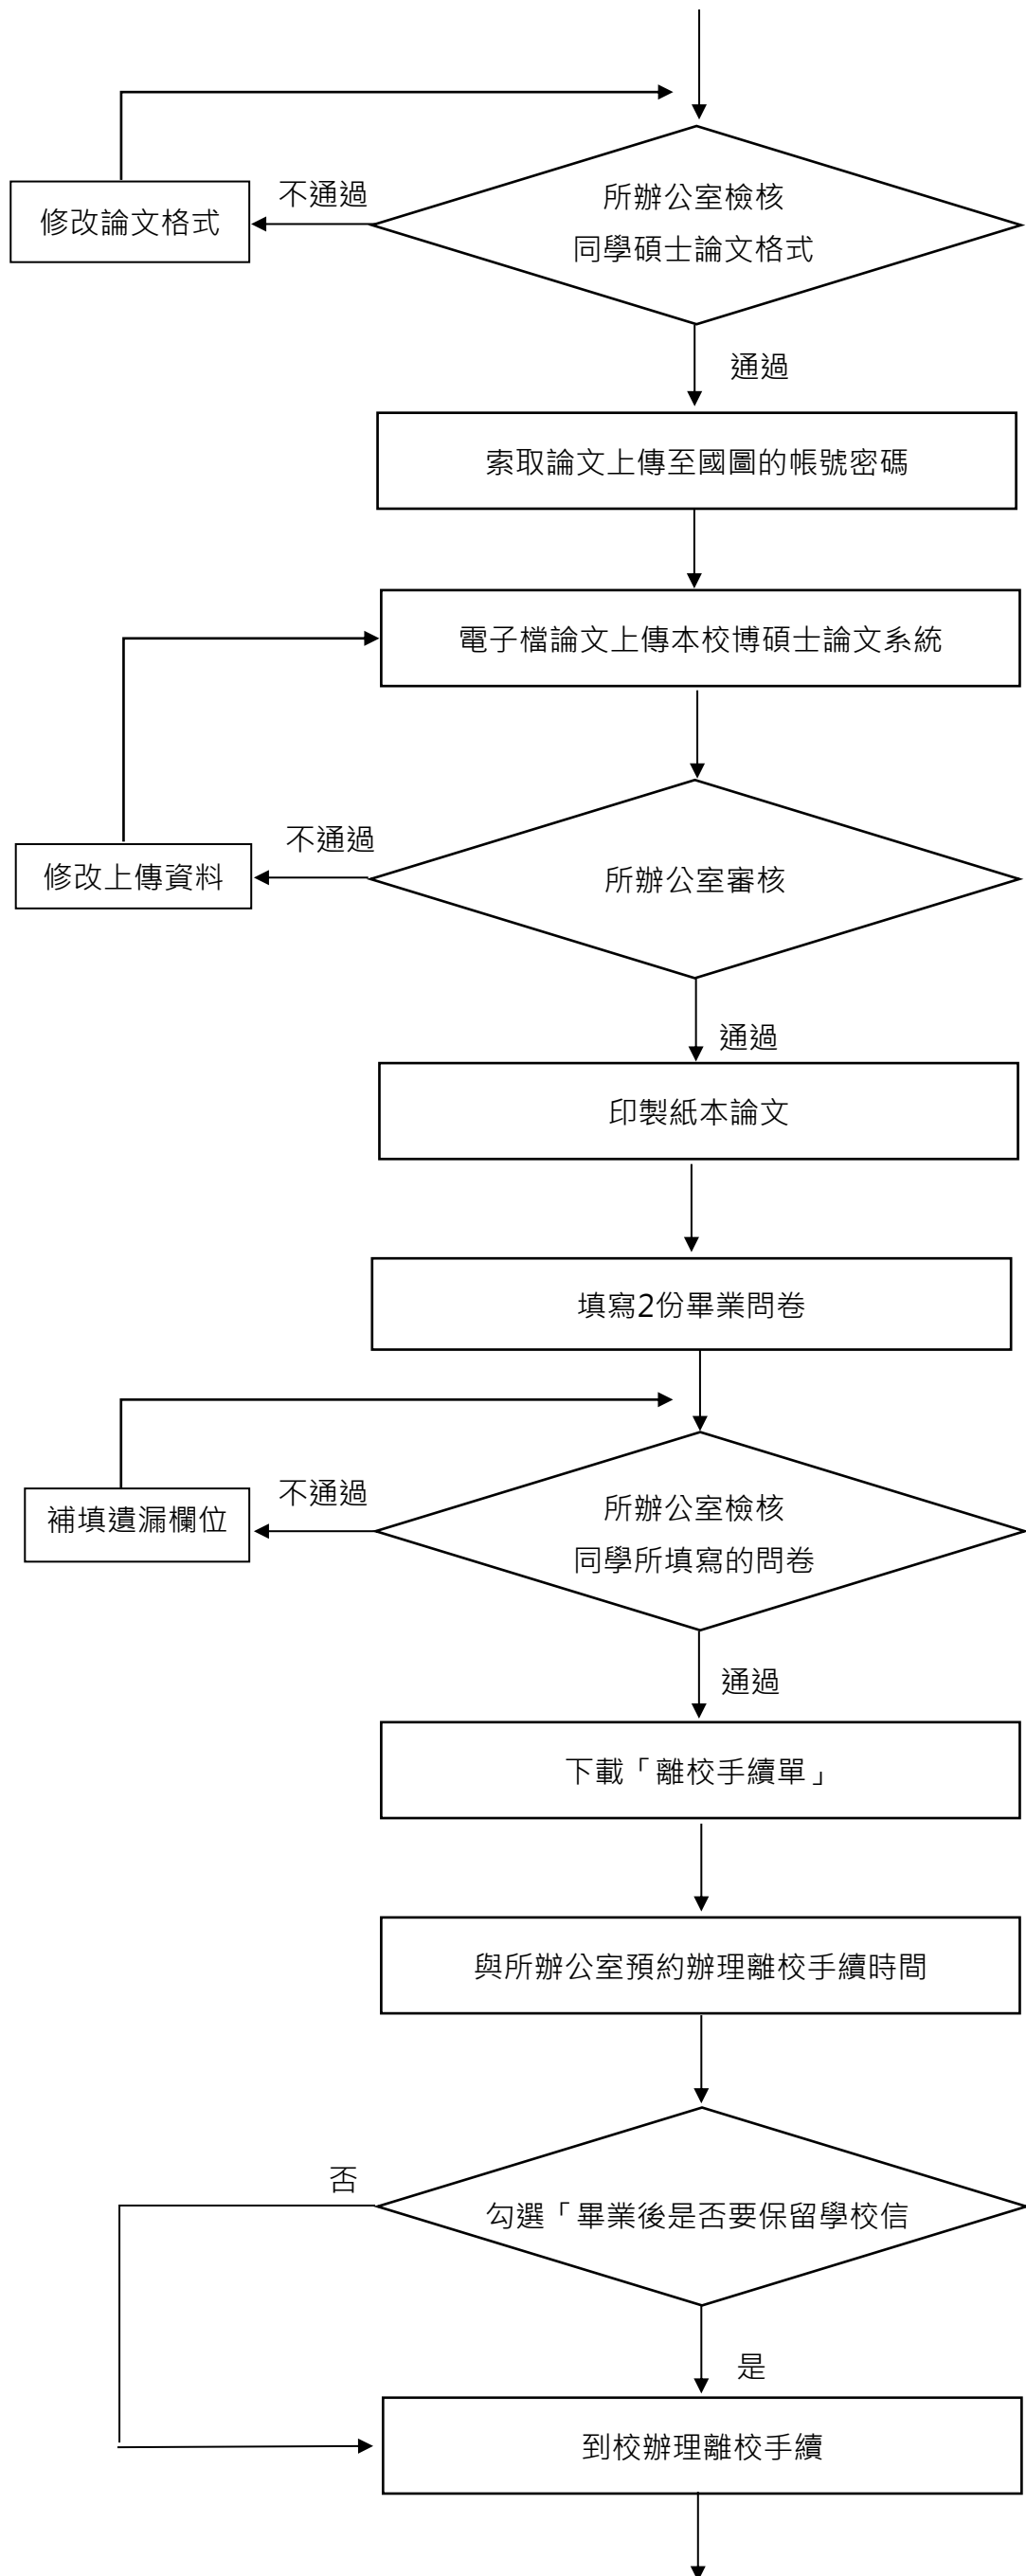 所辦公室檢核
同學碩士論文格式
不通過
修改論文格式
通過
索取論文上傳至國圖的帳號密碼
電子檔論文上傳本校博碩士論文系統
所辦公室審核
不通過
修改上傳資料
通過
印製紙本論文
填寫2份畢業問卷
所辦公室檢核
同學所填寫的問卷
不通過
補填遺漏欄位
通過
下載「離校手續單」
與所辦公室預約辦理離校手續時間
勾選「畢業後是否要保留學校信
否
是
到校辦理離校手續